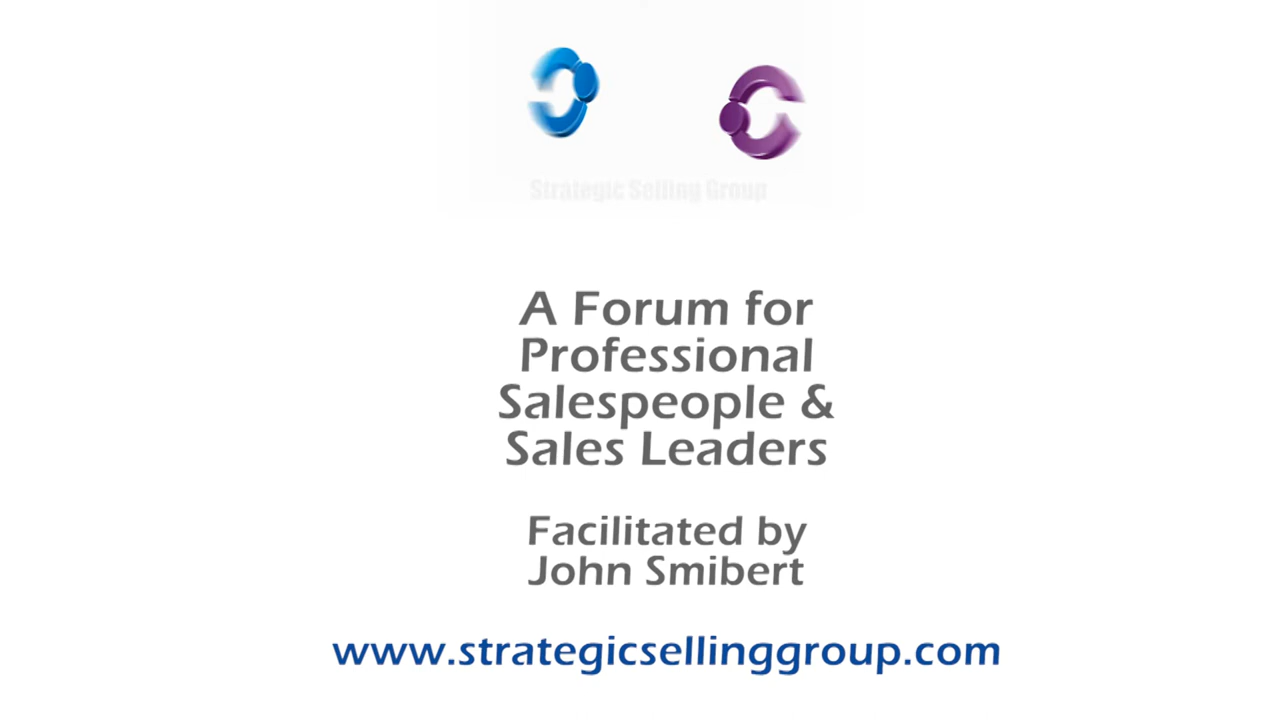 Strategic Selling Group
A Forum for
Professional
Salespeople &
Sales Leaders
Facilitated by
John Smibert
www.strategicsellinggroup.com